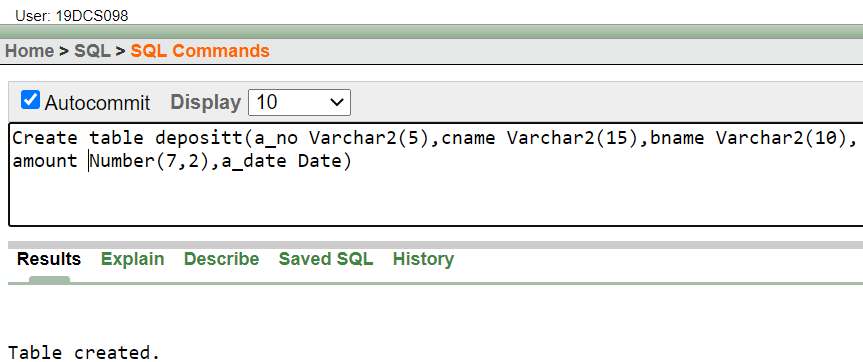 User: 19DCS098
Home > SQL > SQL Commands
Autocommit Display 10
Create table depositt(a_no Varchar2(5),cname Varchar2(15),bname Varchar2(10),
amount Number(7,2),a_date Date)
Results Explain Describe Saved SQL History
Table created.